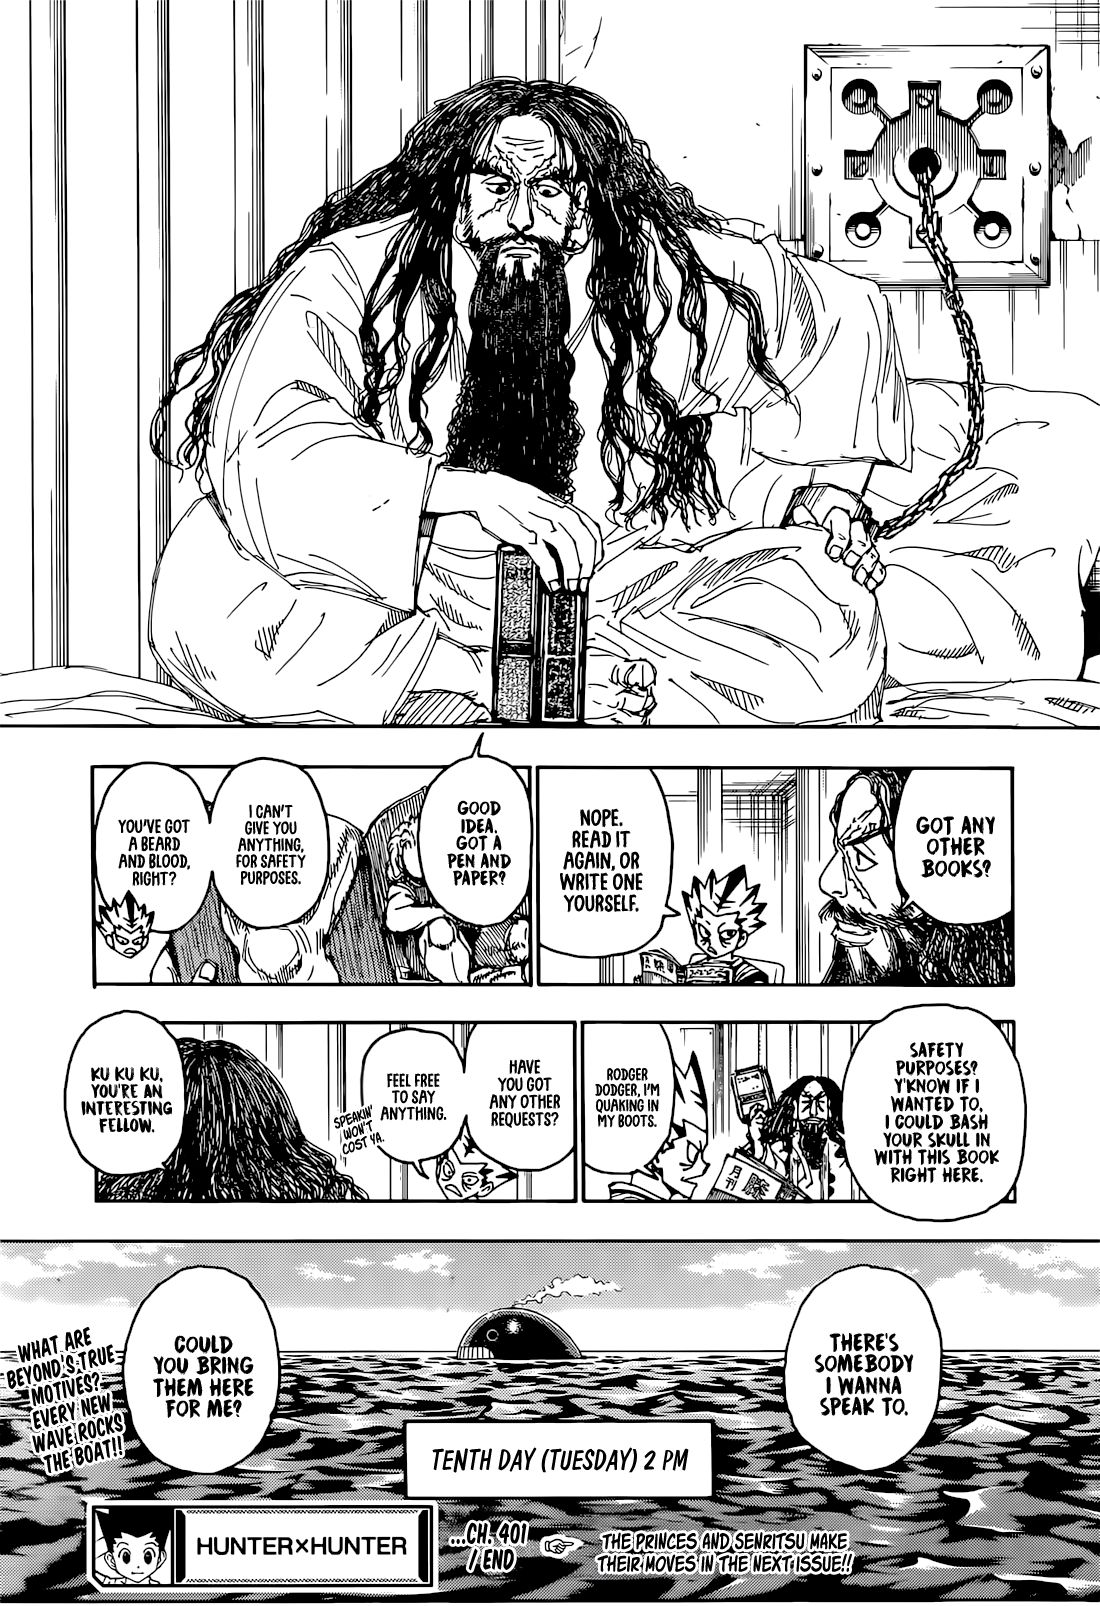 GOT ANY
OTHER
BOOKS?
NOPE.
READ IT
AGAIN, OR
WRITE ONE
YOURSELF.
GOOD
IDEA.
GOT A
PEN AND
PAPER?
I CAN'T
GIVE YOU
ANYTHING,
FOR SAFETY
PURPOSES.
YOU'VE GOT
A BEARD
AND BLOOD,
RIGHT?
SAFETY
PURPOSES?
Y'KNOW IF I
WANTED TO,
I COULD BASH
YOUR SKULL IN
WITH THIS BOOK
RIGHT HERE.
RODGER
DODGER, I'M
QUAKING IN
MY BOOTS.
月刊
HAVE
YOU GOT
ANY OTHER
REQUESTS?
FEEL FREE
TO SAY
ANYTHING.
SPEAKIN'
WON'T
COST YA.
KU KU KU,
YOU'RE AN
INTERESTING
FELLOW.
THERE'S
SOMEBODY
I WANNA
SPEAK TO.
COULD
YOU BRING
THEM HERE
FOR ME?
TENTH DAY (TUESDAY) 2 PM
WHAT ARE
BEYOND'S TRUE
MOTIVES?
EVERY NEW
WAVE ROCKS
THE BOAT!!
HUNTER×HUNTER
...CH. 401
/ END
THE PRINCES AND SENRITSU MAKE
THEIR MOVES IN THE NEXT ISSUE!!